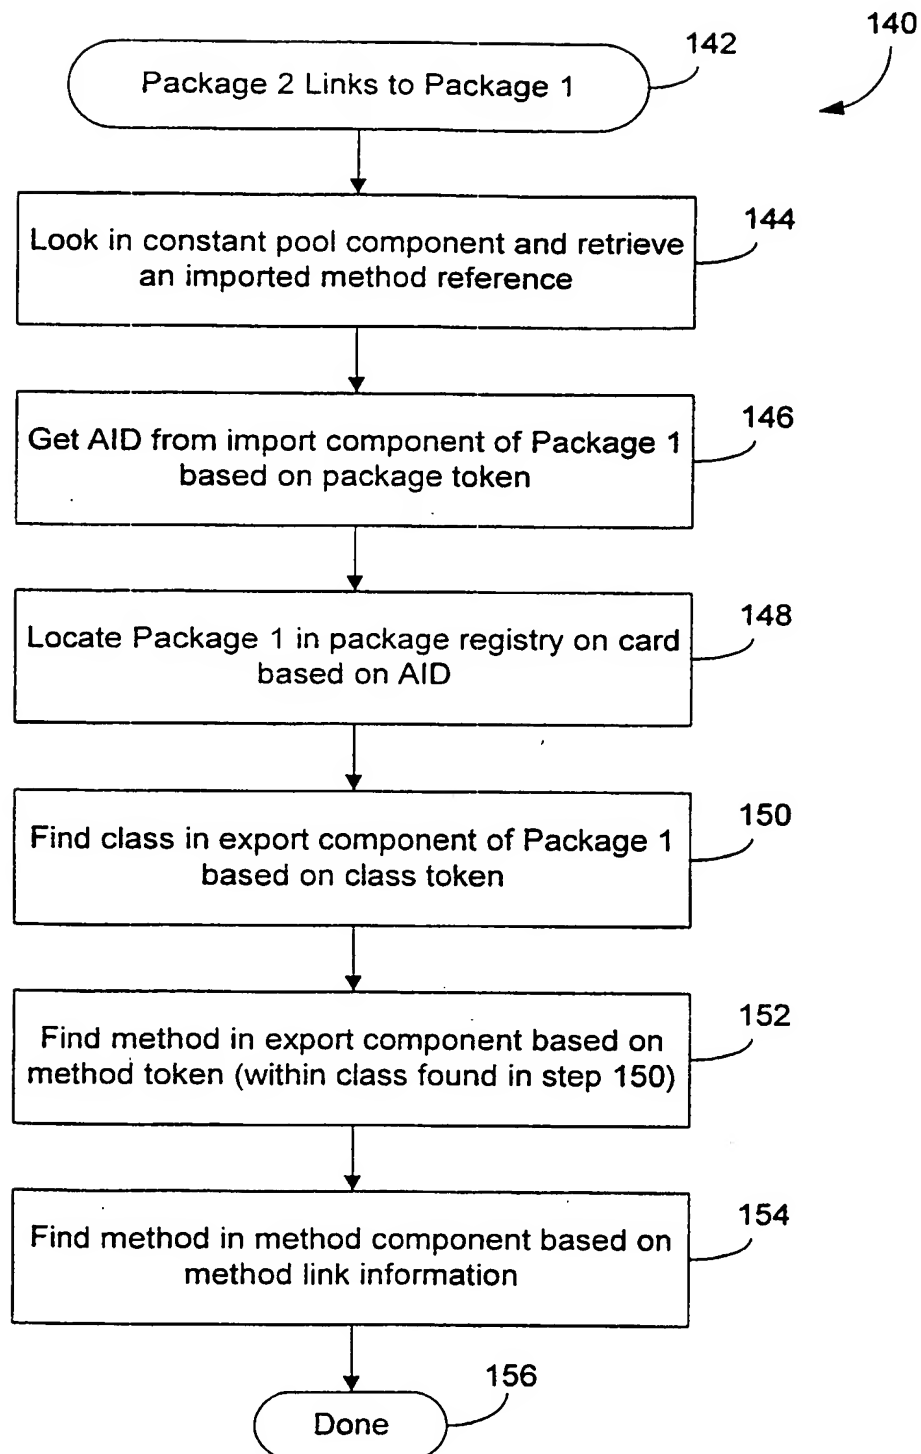 140
142
Package 2 Links to Package 1
144
Look in constant pool component and retrieve
an imported method reference
146
Get AID from import component of Package 1
based on package token
148
Locate Package 1 in package registry on card
based on AID
150
Find class in export component of Package 1
based on class token
152
Find method in export component based on
method token (within class found in step 150)
154
Find method in method component based on
method link information
156
Done